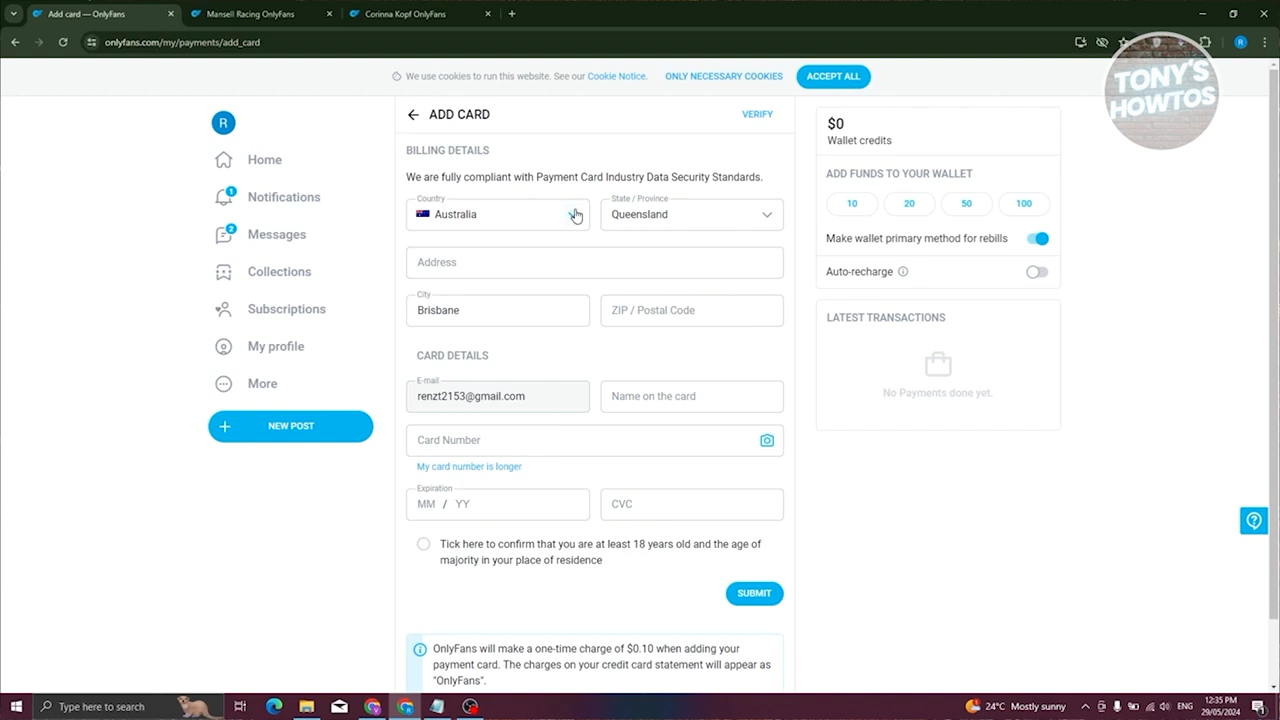 Add card — OnlyFans
Mansell Racing OnlyFans
Corinna Kopf OnlyFans
onlyfans.com/my/payments/add_card
R
We use cookies to run this website. See our Cookie Notice.
ONLY NECESSARY COOKIES
ACCEPT ALL
TONY'S
HOWTOS
R
Home
1
Notifications
2
Messages
Collections
Subscriptions
My profile
More
NEW POST
ADD CARD
VERIFY
BILLING DETAILS
We are fully compliant with Payment Card Industry Data Security Standards.
Country
Australia
State / Province
Queensland
Address
City
Brisbane
ZIP / Postal Code
CARD DETAILS
E-mail
renzt2153@gmail.com
Name on the card
Card Number
My card number is longer
Expiration
MM / YY
CVC
Tick here to confirm that you are at least 18 years old and the age of
majority in your place of residence
SUBMIT
OnlyFans will make a one-time charge of $0.10 when adding your
payment card. The charges on your credit card statement will appear as
"OnlyFans".
$0
Wallet credits
ADD FUNDS TO YOUR WALLET
10
20
50
100
Make wallet primary method for rebills
Auto-recharge
LATEST TRANSACTIONS
No Payments done yet.
Type here to search
24°C Mostly sunny
ENG
12:35 PM
29/05/2024